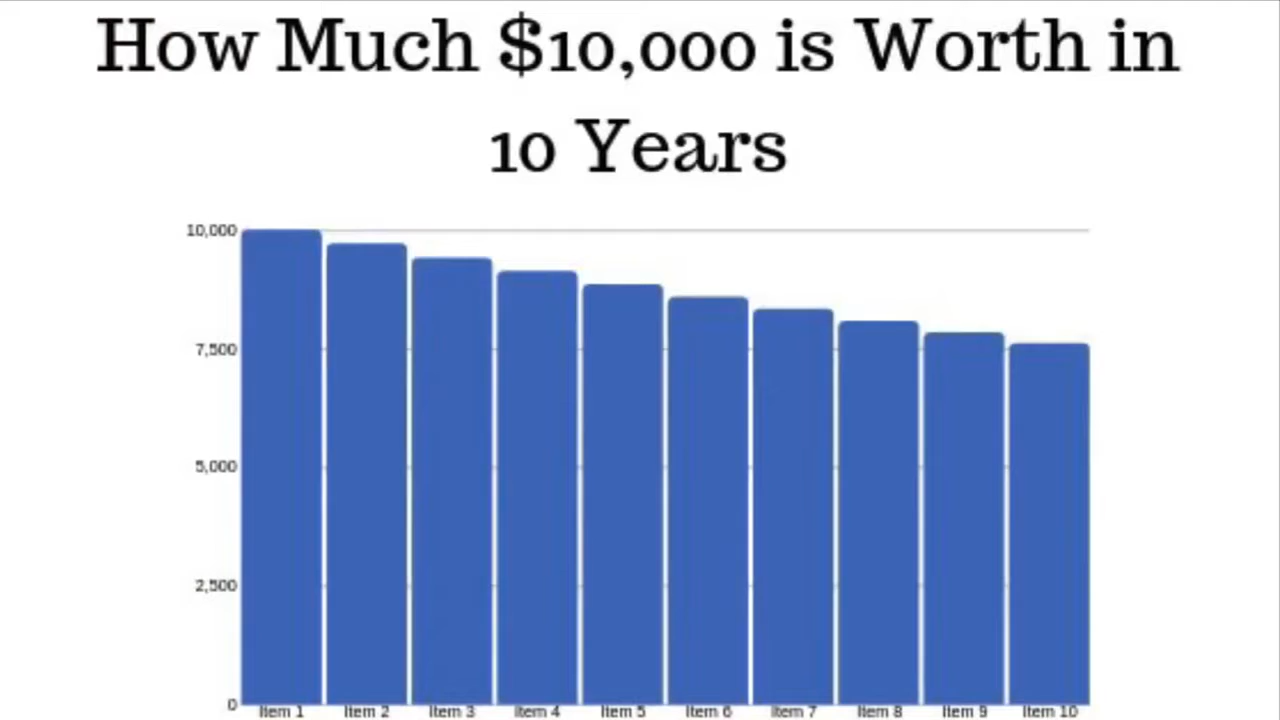 How Much $10,000 is Worth in
10 Years
10,000
7,500
5,000
2,500
0
Item 1 Item 2 Item 3 Item 4 Item 5 Item 6 Item 7 Item 8 Item 9 Item 10